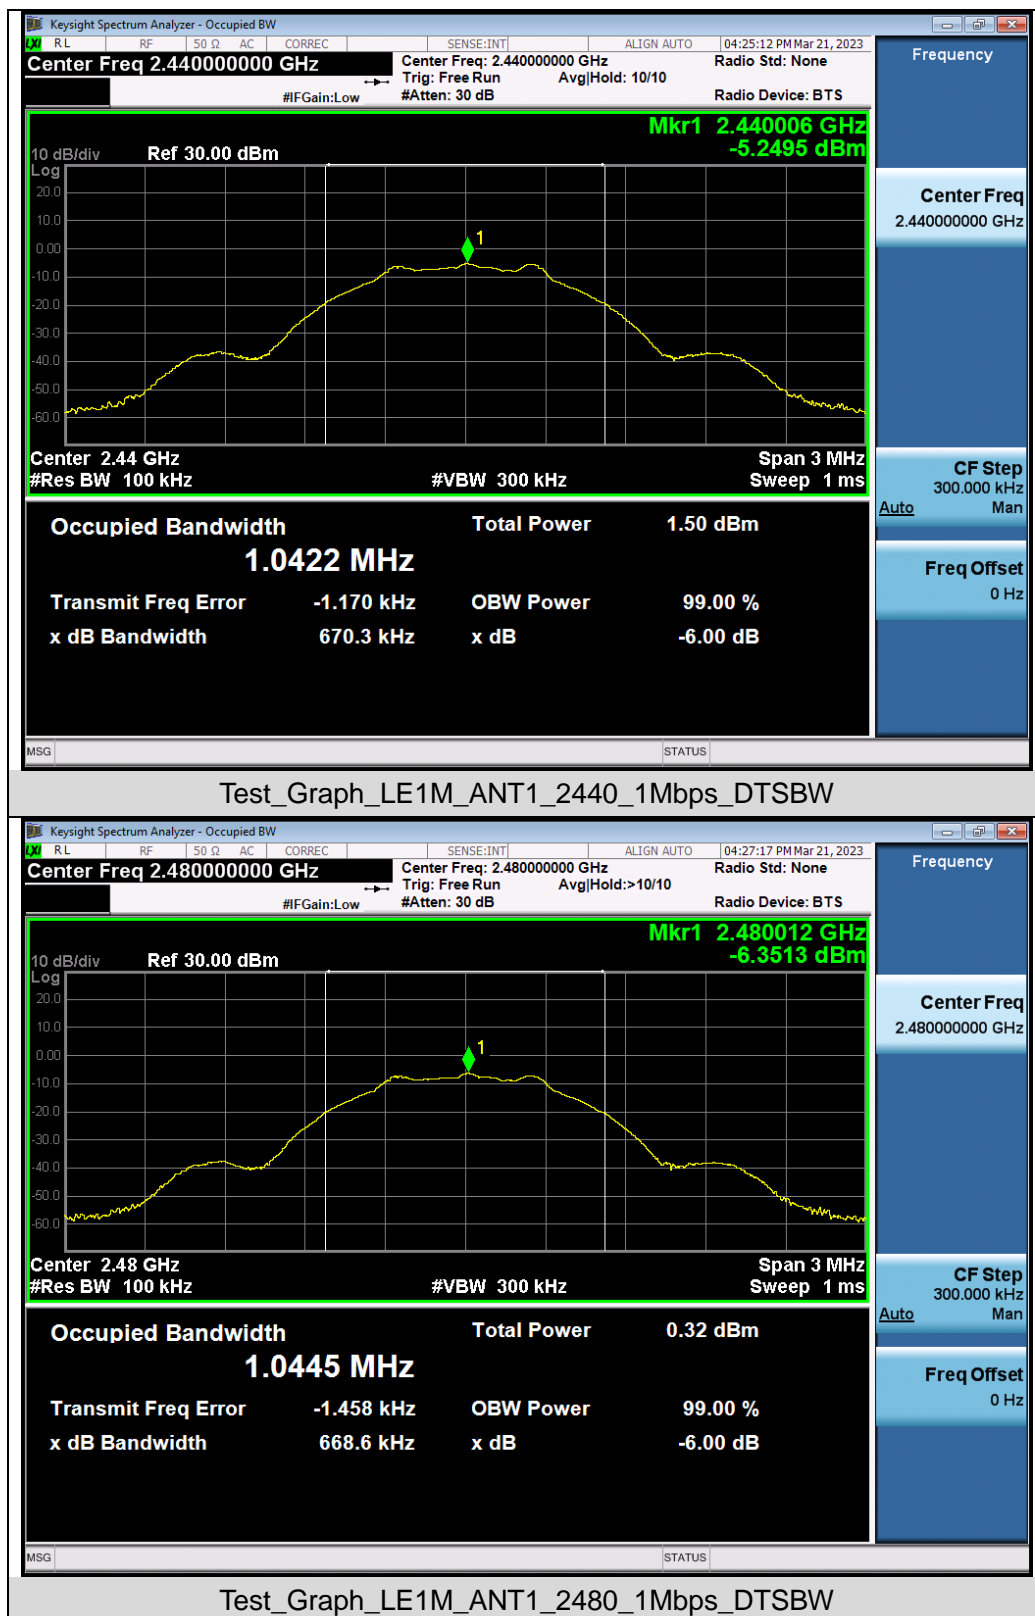 Keysight Spectrum Analyzer - Occupied BW
LXI RL RF 50 Ω AC CORREC SENSE:INT ALIGN AUTO 04:25:12 PM Mar 21, 2023
Center Freq 2.440000000 GHz
Center Freq: 2.440000000 GHz Radio Std: None
Trig: Free Run Avg|Hold: 10/10
#IFGain:Low #Atten: 30 dB Radio Device: BTS
Frequency
Mkr1 2.440006 GHz
-5.2495 dBm
10 dB/div Ref 30.00 dBm
Log
20.0
10.0
0.00
-10.0
-20.0
-30.0
-40.0
-50.0
-60.0
1
Center Freq
2.440000000 GHz
Center 2.44 GHz Span 3 MHz
#Res BW 100 kHz #VBW 300 kHz Sweep 1 ms
CF Step
300.000 kHz
Auto Man
Occupied Bandwidth Total Power 1.50 dBm
1.0422 MHz
Freq Offset
0 Hz
Transmit Freq Error -1.170 kHz OBW Power 99.00 %
x dB Bandwidth 670.3 kHz x dB -6.00 dB
MSG STATUS
Test_Graph_LE1M_ANT1_2440_1Mbps_DTSBW
Keysight Spectrum Analyzer - Occupied BW
LXI RL RF 50 Ω AC CORREC SENSE:INT ALIGN AUTO 04:27:17 PM Mar 21, 2023
Center Freq 2.480000000 GHz
Center Freq: 2.480000000 GHz Radio Std: None
Trig: Free Run Avg|Hold:>10/10
#IFGain:Low #Atten: 30 dB Radio Device: BTS
Frequency
Mkr1 2.480012 GHz
-6.3513 dBm
10 dB/div Ref 30.00 dBm
Log
20.0
10.0
0.00
-10.0
-20.0
-30.0
-40.0
-50.0
-60.0
1
Center Freq
2.480000000 GHz
Center 2.48 GHz Span 3 MHz
#Res BW 100 kHz #VBW 300 kHz Sweep 1 ms
CF Step
300.000 kHz
Auto Man
Occupied Bandwidth Total Power 0.32 dBm
1.0445 MHz
Freq Offset
0 Hz
Transmit Freq Error -1.458 kHz OBW Power 99.00 %
x dB Bandwidth 668.6 kHz x dB -6.00 dB
MSG STATUS
Test_Graph_LE1M_ANT1_2480_1Mbps_DTSBW